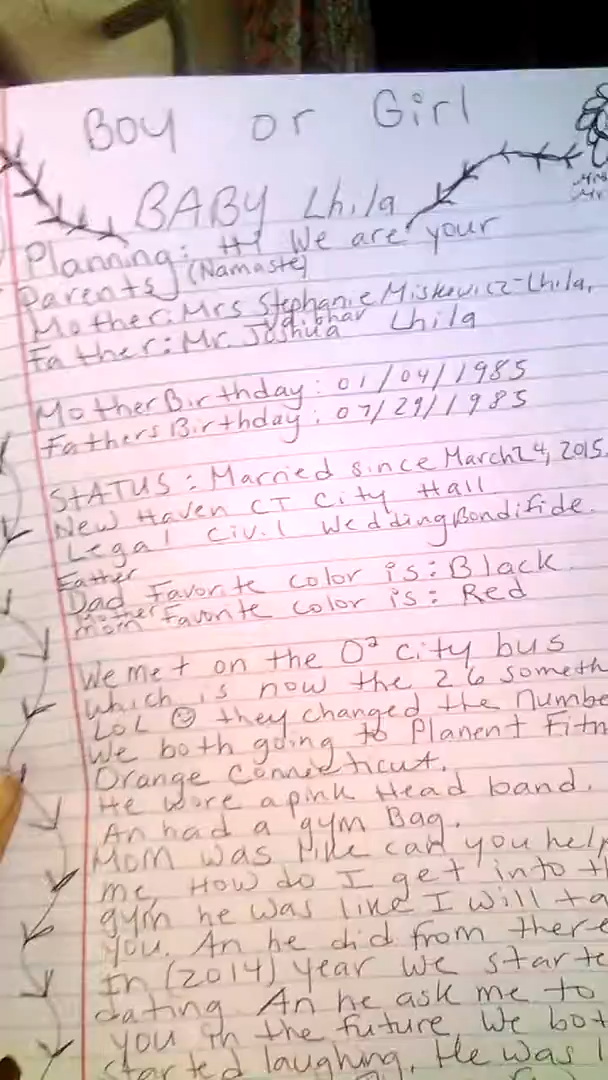 Boy or Girl
BABY Lhila
Planning: Hi We are your
Parents (Namaste)
Mother: Mrs Stephanie Miskewicz-Lhila,
Father: Mr. Joshua Lhila
Mother Birthday: 01/04/1985
Fathers Birthday: 07/29/1985
STATUS: Married since March 24, 2015.
New Haven CT City Hall
Legal Civil Wedding Bondifide.
Father
Dad Favorite color is: Black
Mother
mom Favorite color is: Red
We met on the O² city bus
which is now the 26 someth
LoL ☺ they changed the numbe
We both going to Planent Fitn
Orange Connecticut.
He wore a pink Head band.
An had a gym Bag.
Mom was like can you help
me, How do I get into th
gym he was like I will ta
you. An he did from there
In (2014) year we starte
dating An he ask me to
you in the future We bot
started laughing, He was l